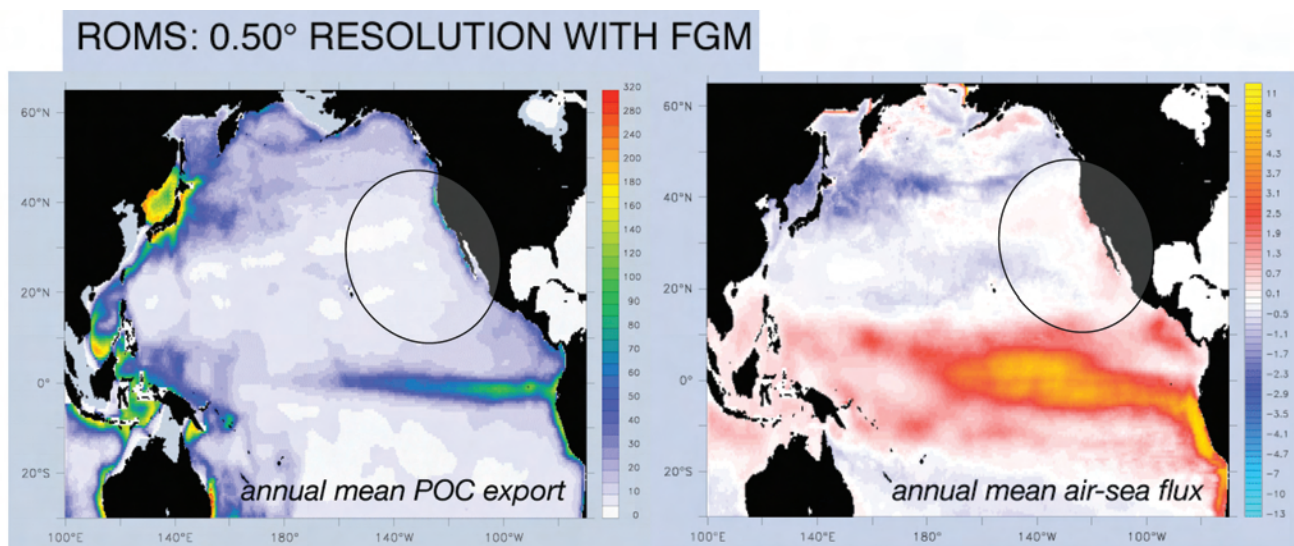 ROMS: 0.50° RESOLUTION WITH FGM
60°N
40°N
20°N
0°
20°S
100°E
140°E
180°
140°W
100°W
annual mean POC export
320
280
240
200
180
160
140
120
100
90
80
70
60
50
40
30
20
10
0
60°N
40°N
20°N
0°
20°S
100°E
140°E
180°
140°W
100°W
annual mean air-sea flux
11
8
5
4.3
3.7
3.1
2.5
1.9
1.3
0.7
0.1
-0.5
-1.1
-1.7
-2.3
-2.9
-3.5
-4.1
-4.7
-7
-10
-13